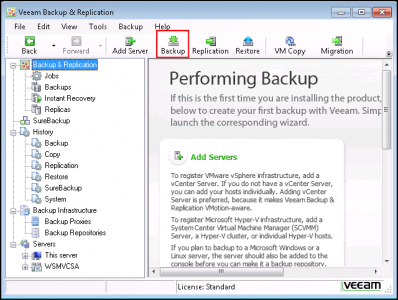 Veeam Backup & Replication
File Edit View Tools Backup Help
Back Forward Add Server Backup Replication Restore VM Copy Migration
Backup & Replication
Jobs
Backups
Instant Recovery
Replicas
SureBackup
History
Backup
Copy
Replication
Restore
SureBackup
System
Backup Infrastructure
Backup Proxies
Backup Repositories
Servers
This server
WSMVCSA
Performing Backup
If this is the first time you are installing the product,
below to create your first backup with Veeam. Simp
launch the corresponding wizard.
Add Servers
To register VMware vSphere infrastructure, add a
vCenter Server. If you do not have a vCenter Server,
you can add your hosts individually. Adding vCenter
Server is preferred, because it makes Veeam Backup &
Replication VMotion-aware.
To register Microsoft Hyper-V infrastructure, add a
System Center Virtual Machine Manager (SCVMM)
Server, a Hyper-V cluster, or individual Hyper-V hosts.
If you plan to backup to a Microsoft Windows or a
Linux server, the server should also be added to the
console before you can make it a backup repository.
License: Standard
veeam